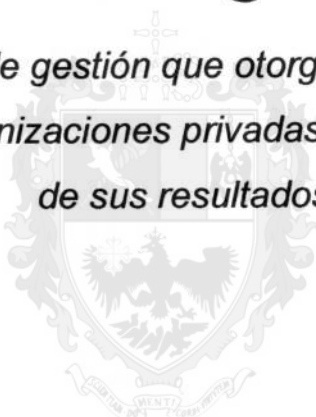 de gestión que otorg
nizaciones privadas
de sus resultados